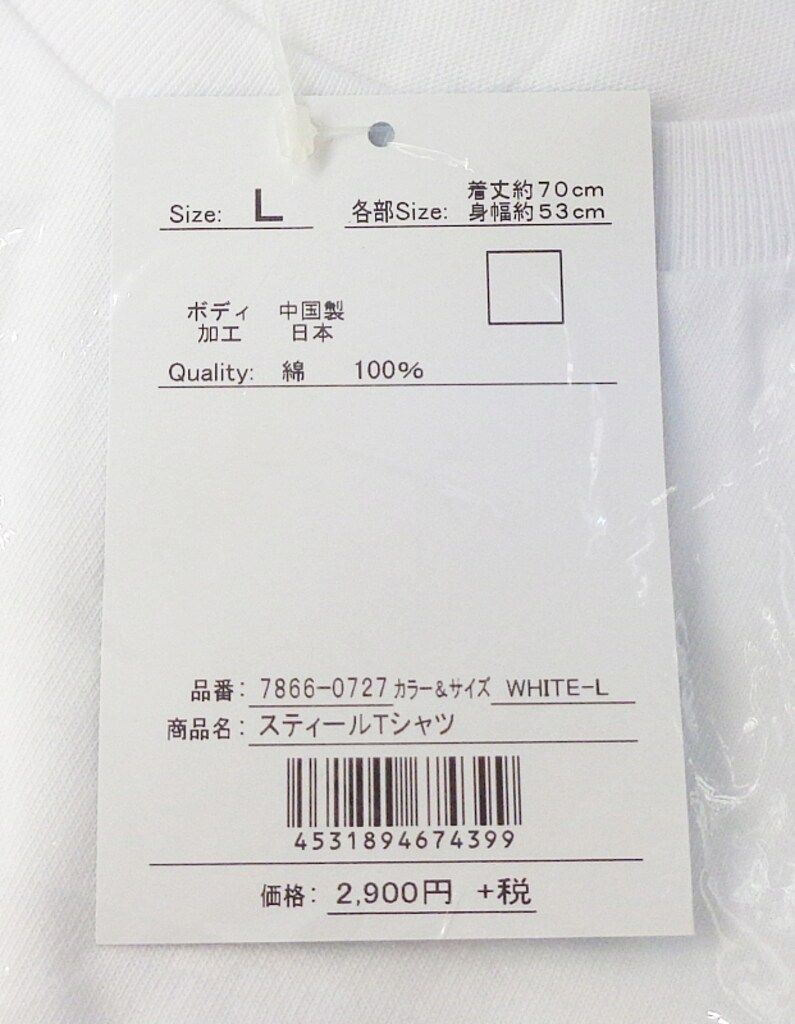 Size: L
各部Size: 着丈約70cm
身幅約53cm
ボディ 中国製
加工 日本
Quality: 綿 100%
品番: 7866-0727 カラー&サイズ WHITE-L
商品名: スティールTシャツ
4531894674399
価格: 2,900円 +税